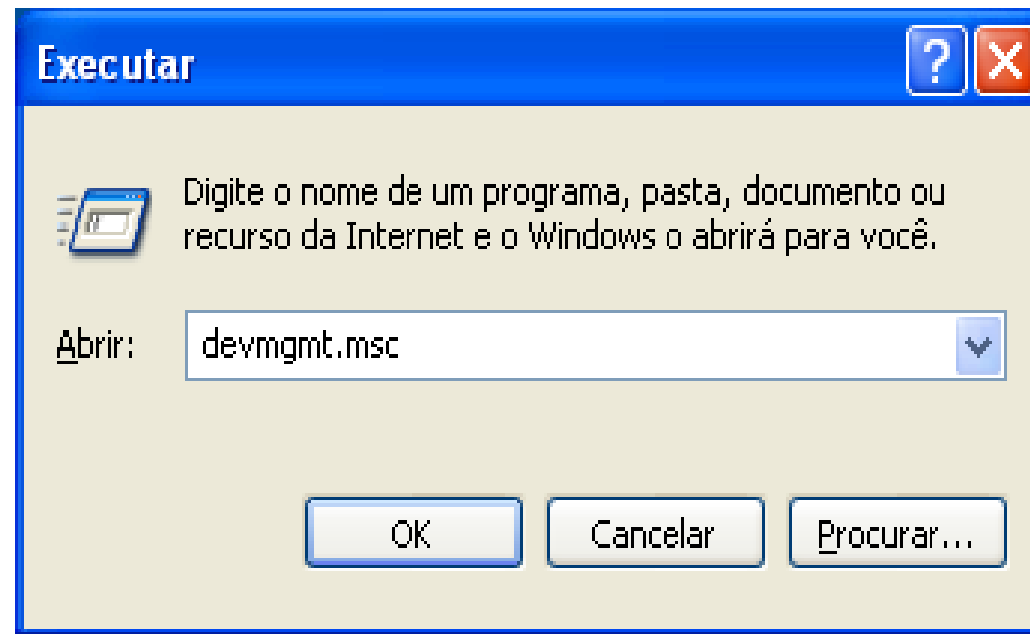 Executar
Digite o nome de um programa, pasta, documento ou
recurso da Internet e o Windows o abrirá para você.
Abrir: devmgmt.msc
OK Cancelar Procurar...